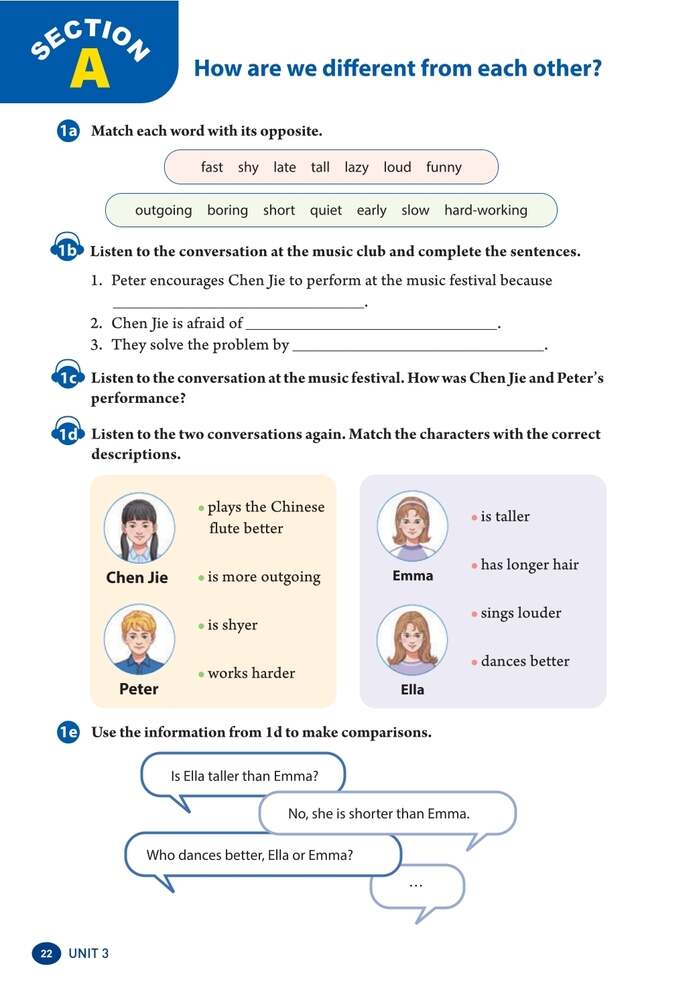 SECTION
A
How are we different from each other?
1a Match each word with its opposite.
fast shy late tall lazy loud funny
outgoing boring short quiet early slow hard-working
1b Listen to the conversation at the music club and complete the sentences.
1. Peter encourages Chen Jie to perform at the music festival because
______________________________.
2. Chen Jie is afraid of ______________________________.
3. They solve the problem by ______________________________.
1c Listen to the conversation at the music festival. How was Chen Jie and Peter's
performance?
1d Listen to the two conversations again. Match the characters with the correct
descriptions.
• plays the Chinese
flute better
Chen Jie
• is more outgoing
• is shyer
Peter
• works harder
• is taller
Emma
• has longer hair
• sings louder
Ella
• dances better
1e Use the information from 1d to make comparisons.
Is Ella taller than Emma?
No, she is shorter than Emma.
Who dances better, Ella or Emma?
…
22 UNIT 3